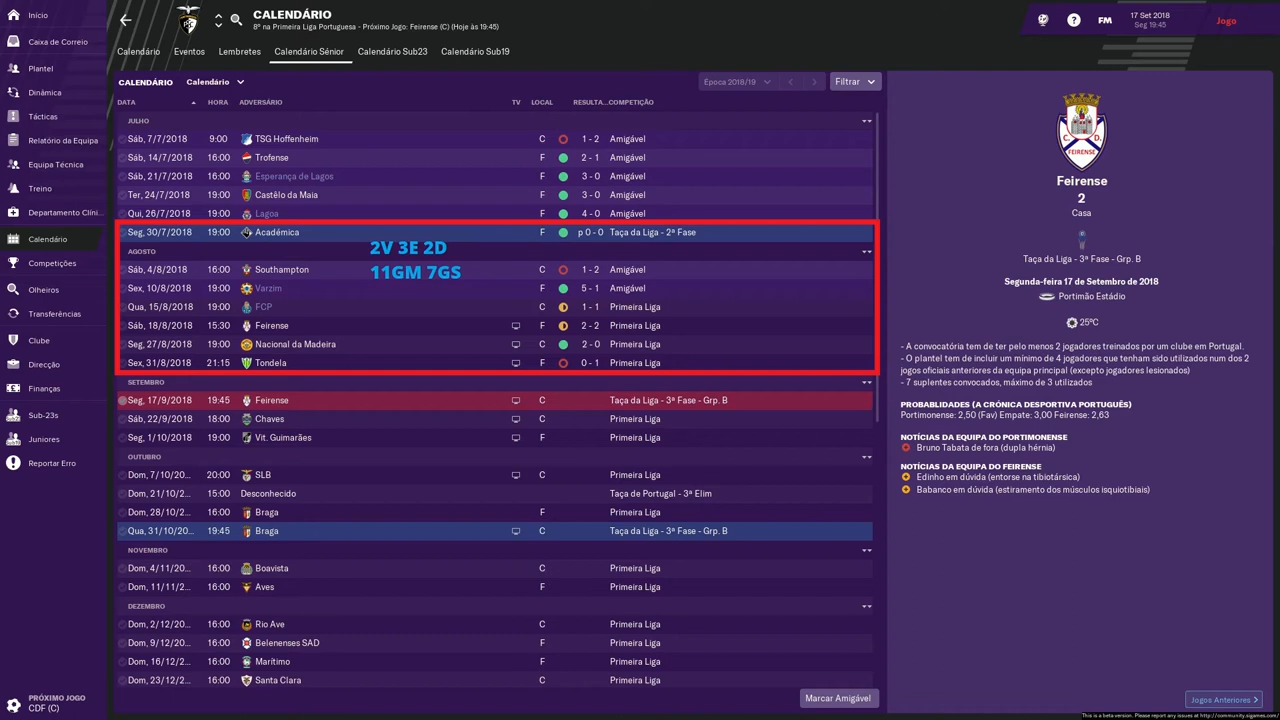 Início
Caixa de Correio
Plantel
Dinâmica
Tácticas
Relatório da Equipa
Equipa Técnica
Treino
Departamento Clíni...
Calendário
Competições
Olheiros
Transferências
Clube
Direcção
Finanças
Sub-23s
Juniores
Reportar Erro
PRÓXIMO JOGO
CDF (C)
CALENDÁRIO
8º na Primeira Liga Portuguesa - Próximo Jogo: Feirense (C) (Hoje às 19:45)
? FM 17 Set 2018
Seg 19:45
Jogo
Calendário Eventos Lembretes Calendário Sénior Calendário Sub23 Calendário Sub19
CALENDÁRIO Calendário Época 2018/19 Filtrar
DATA HORA ADVERSÁRIO TV LOCAL RESULTA... COMPETIÇÃO
JULHO
Sáb, 7/7/2018 9:00 TSG Hoffenheim C 1 - 2 Amigável
Sáb, 14/7/2018 16:00 Trofense F 2 - 1 Amigável
Sáb, 21/7/2018 16:00 Esperança de Lagos F 3 - 0 Amigável
Ter, 24/7/2018 19:00 Castêlo da Maia F 3 - 0 Amigável
Qui, 26/7/2018 19:00 Lagoa F 4 - 0 Amigável
Seg, 30/7/2018 19:00 Académica F p 0 - 0 Taça da Liga - 2ª Fase
AGOSTO
2V 3E 2D
11GM 7GS
Sáb, 4/8/2018 16:00 Southampton C 1 - 2 Amigável
Sex, 10/8/2018 19:00 Varzim F 5 - 1 Amigável
Qua, 15/8/2018 19:00 FCP C 1 - 1 Primeira Liga
Sáb, 18/8/2018 15:30 Feirense F 2 - 2 Primeira Liga
Seg, 27/8/2018 19:00 Nacional da Madeira C 2 - 0 Primeira Liga
Sex, 31/8/2018 21:15 Tondela F 0 - 1 Primeira Liga
SETEMBRO
Seg, 17/9/2018 19:45 Feirense C Taça da Liga - 3ª Fase - Grp. B
Sáb, 22/9/2018 18:00 Chaves C Primeira Liga
Seg, 1/10/2018 19:00 Vit. Guimarães F Primeira Liga
OUTUBRO
Dom, 7/10/20... 20:00 SLB C Primeira Liga
Dom, 21/10/2... 15:00 Desconhecido Taça de Portugal - 3ª Elim
Dom, 28/10/2... 16:00 Braga F Primeira Liga
Qua, 31/10/20... 19:45 Braga C Taça da Liga - 3ª Fase - Grp. B
NOVEMBRO
Dom, 4/11/20... 16:00 Boavista C Primeira Liga
Dom, 11/11/2... 16:00 Aves F Primeira Liga
DEZEMBRO
Dom, 2/12/20... 16:00 Rio Ave C Primeira Liga
Dom, 9/12/20... 16:00 Belenenses SAD F Primeira Liga
Dom, 16/12/2... 16:00 Marítimo F Primeira Liga
Dom, 23/12/2... 16:00 Santa Clara C Primeira Liga
Marcar Amigável
C. D.
FEIRENSE
Feirense
2
Casa
Taça da Liga - 3ª Fase - Grp. B
Segunda-feira 17 de Setembro de 2018
Portimão Estádio
25ºC
- A convocatória tem de ter pelo menos 2 jogadores treinados por um clube em Portugal.
- O plantel tem de incluir um mínimo de 4 jogadores que tenham sido utilizados num dos 2
jogos oficiais anteriores da equipa principal (excepto jogadores lesionados)
- 7 suplentes convocados, máximo de 3 utilizados
PROBABLIDADES (A CRÓNICA DESPORTIVA PORTUGUÊS)
Portimonense: 2,50 (Fav) Empate: 3,00 Feirense: 2,63
NOTÍCIAS DA EQUIPA DO PORTIMONENSE
Bruno Tabata de fora (dupla hérnia)
NOTÍCIAS DA EQUIPA DO FEIRENSE
Edinho em dúvida (entorse na tibiotársica)
Babanco em dúvida (estiramento dos músculos isquiotibiais)
Jogos Anteriores
This is a beta version. Please report any issues at http://community.sigames.com/